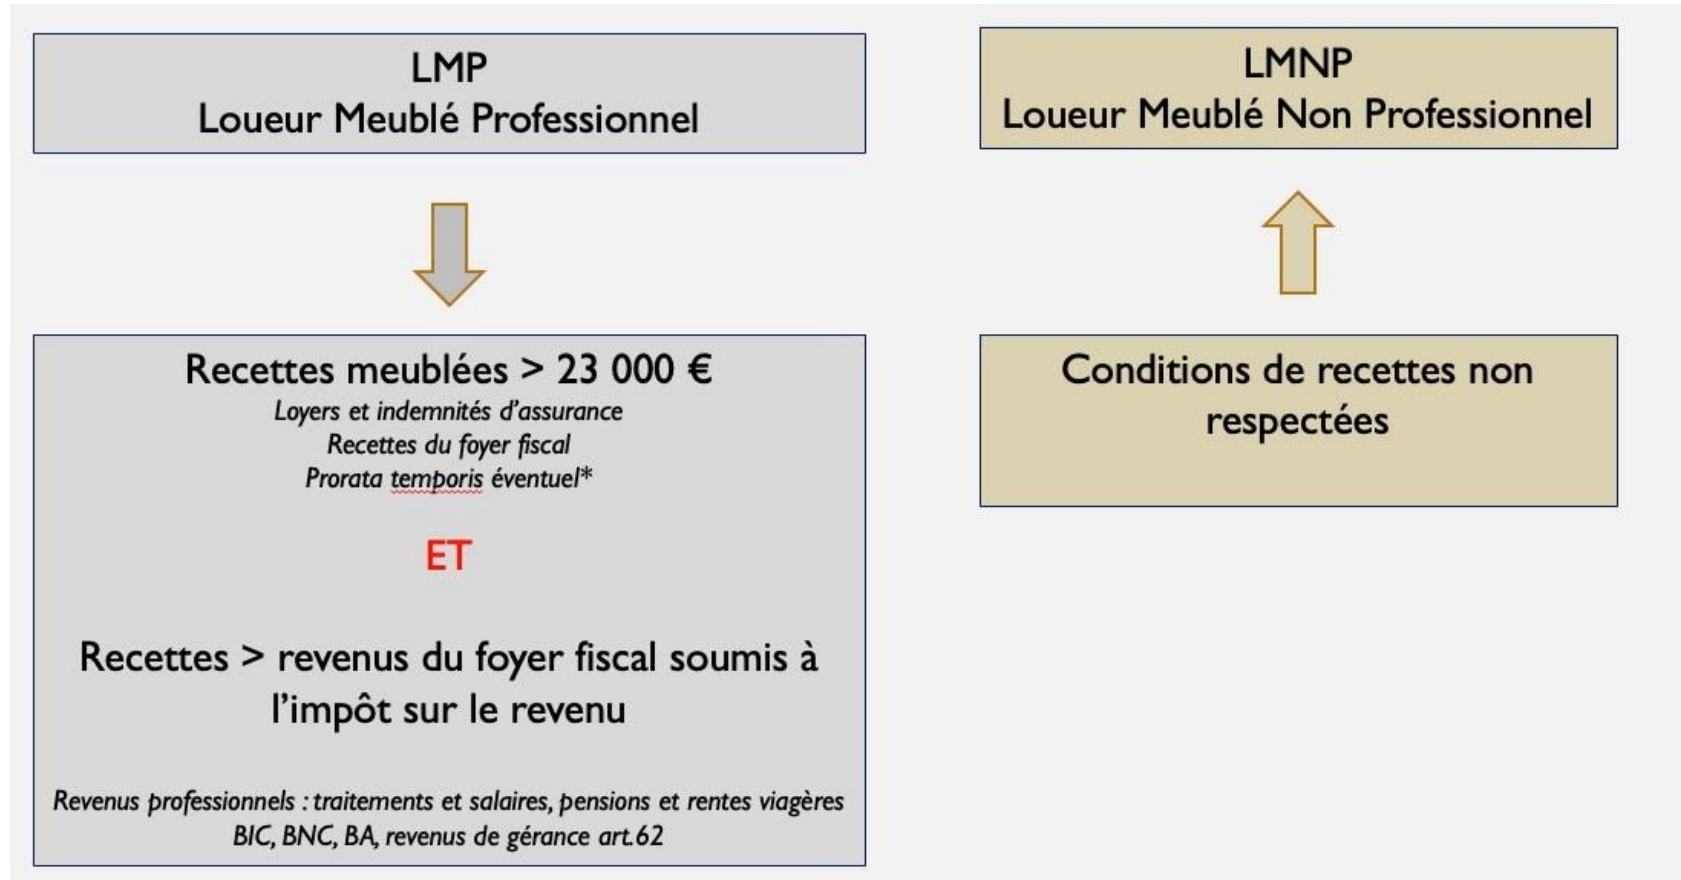 LMP
Loueur Meublé Professionnel
LMNP
Loueur Meublé Non Professionnel
Recettes meublées > 23 000 €
Loyers et indemnités d’assurance
Recettes du foyer fiscal
Prorata temporis éventuel*
ET
Recettes > revenus du foyer fiscal soumis à
l’impôt sur le revenu
Revenus professionnels : traitements et salaires, pensions et rentes viagères
BIC, BNC, BA, revenus de gérance art.62
Conditions de recettes non
respectées